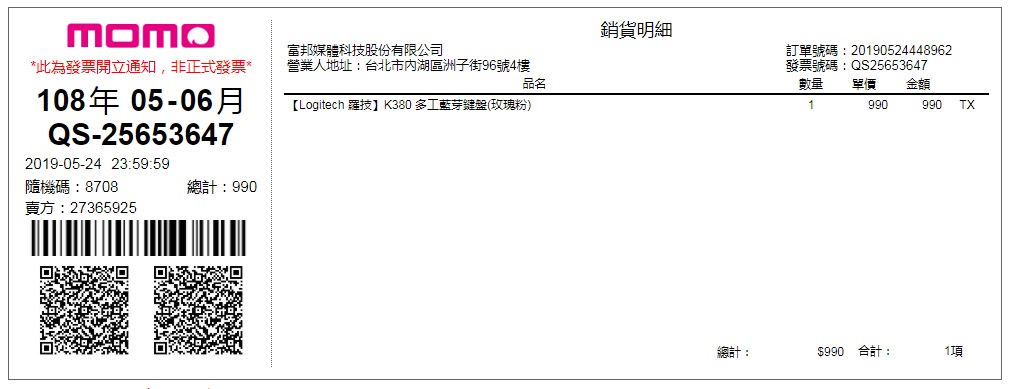 momo
*此為發票開立通知，非正式發票*
108年 05-06月
QS-25653647
2019-05-24 23:59:59
隨機碼：8708 總計：990
賣方：27365925
銷貨明細
富邦媒體科技股份有限公司 訂單號碼：20190524448962
營業人地址：台北市內湖區洲子街96號4樓 發票號碼：QS25653647
品名 數量 單價 金額
【Logitech 羅技】K380 多工藍芽鍵盤(玫瑰粉) 1 990 990 TX
總計： $990 合計： 1項